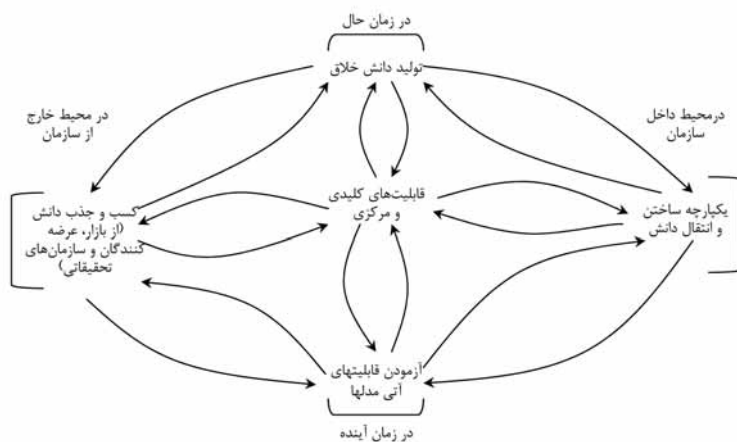 در زمان حال
تولید دانش خلاق
درمحیط داخل
سازمان
در محیط خارج
از سازمان
یکپارچه ساختن
و انتقال دانش
قابلیت‌های کلیدی
و مرکزی
کسب و جذب دانش
(از بازار، عرضه
کنندگان و سازمان‌های
تحقیقاتی)
آزمودن قابلیتهای
آتی مدلها
در زمان آینده